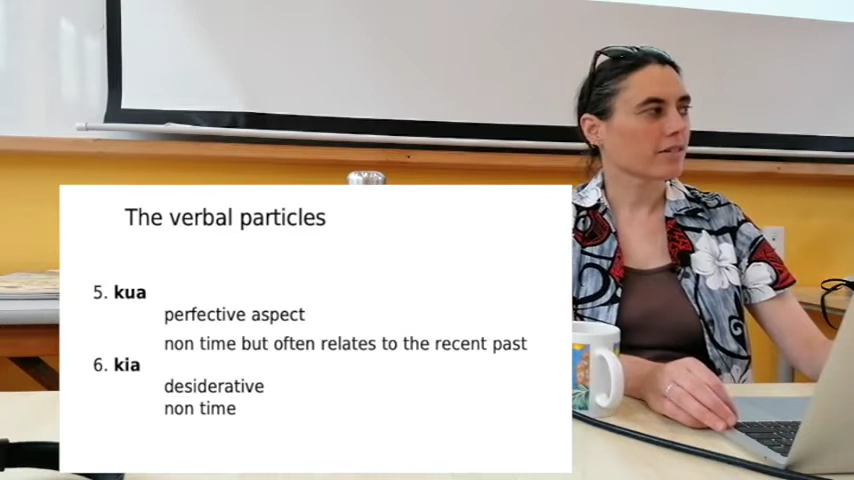 The verbal particles
5. kua
perfective aspect
non time but often relates to the recent past
6. kia
desiderative
non time